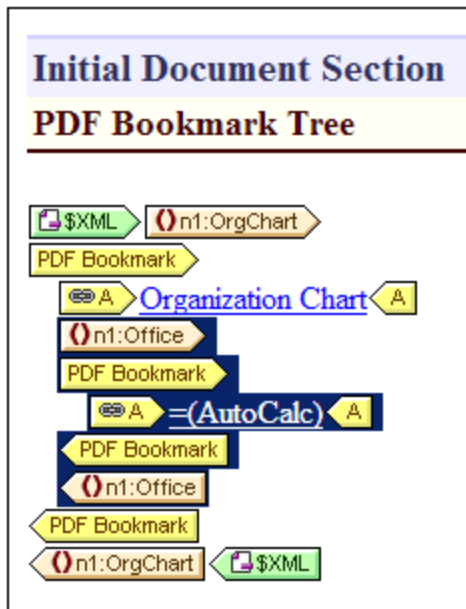 Initial Document Section
PDF Bookmark Tree
$XML ()n1:OrgChart
PDF Bookmark
A Organization Chart A
()n1:Office
PDF Bookmark
A =(AutoCalc) A
PDF Bookmark
()n1:Office
PDF Bookmark
()n1:OrgChart $XML